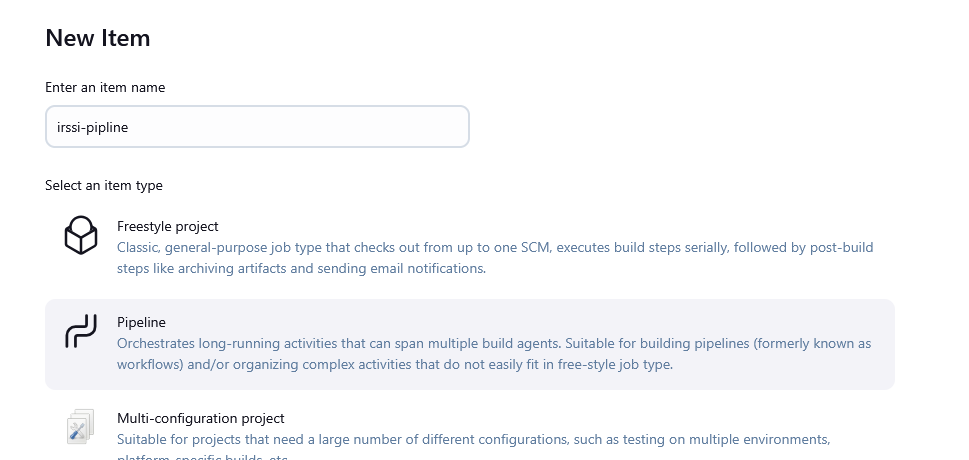 New Item
Enter an item name
irssi-pipline
Select an item type
Freestyle project
Classic, general-purpose job type that checks out from up to one SCM, executes build steps serially, followed by post-build
steps like archiving artifacts and sending email notifications.
Pipeline
Orchestrates long-running activities that can span multiple build agents. Suitable for building pipelines (formerly known as
workflows) and/or organizing complex activities that do not easily fit in free-style job type.
Multi-configuration project
Suitable for projects that need a large number of different configurations, such as testing on multiple environments,
platform-specific builds, etc.